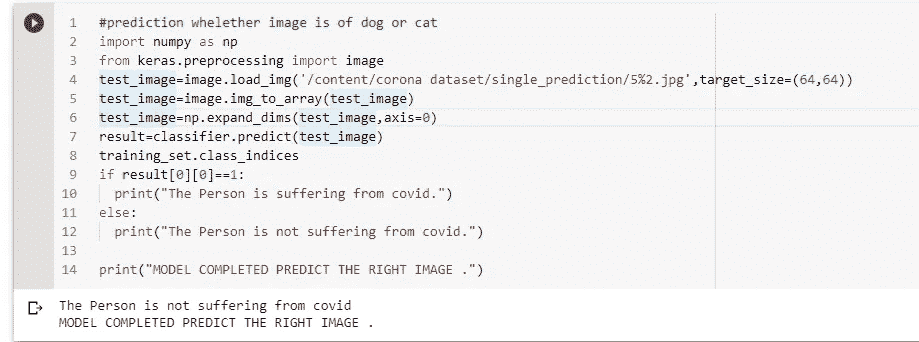 1 #prediction whelether image is of dog or cat
2 import numpy as np
3 from keras.preprocessing import image
4 test_image=image.load_img('/content/corona dataset/single_prediction/5%2.jpg',target_size=(64,64))
5 test_image=image.img_to_array(test_image)
6 test_image=np.expand_dims(test_image,axis=0)
7 result=classifier.predict(test_image)
8 training_set.class_indices
9 if result[0][0]==1:
10   print("The Person is suffering from covid.")
11 else:
12   print("The Person is not suffering from covid.")
13
14 print("MODEL COMPLETED PREDICT THE RIGHT IMAGE .")
The Person is not suffering from covid
MODEL COMPLETED PREDICT THE RIGHT IMAGE .